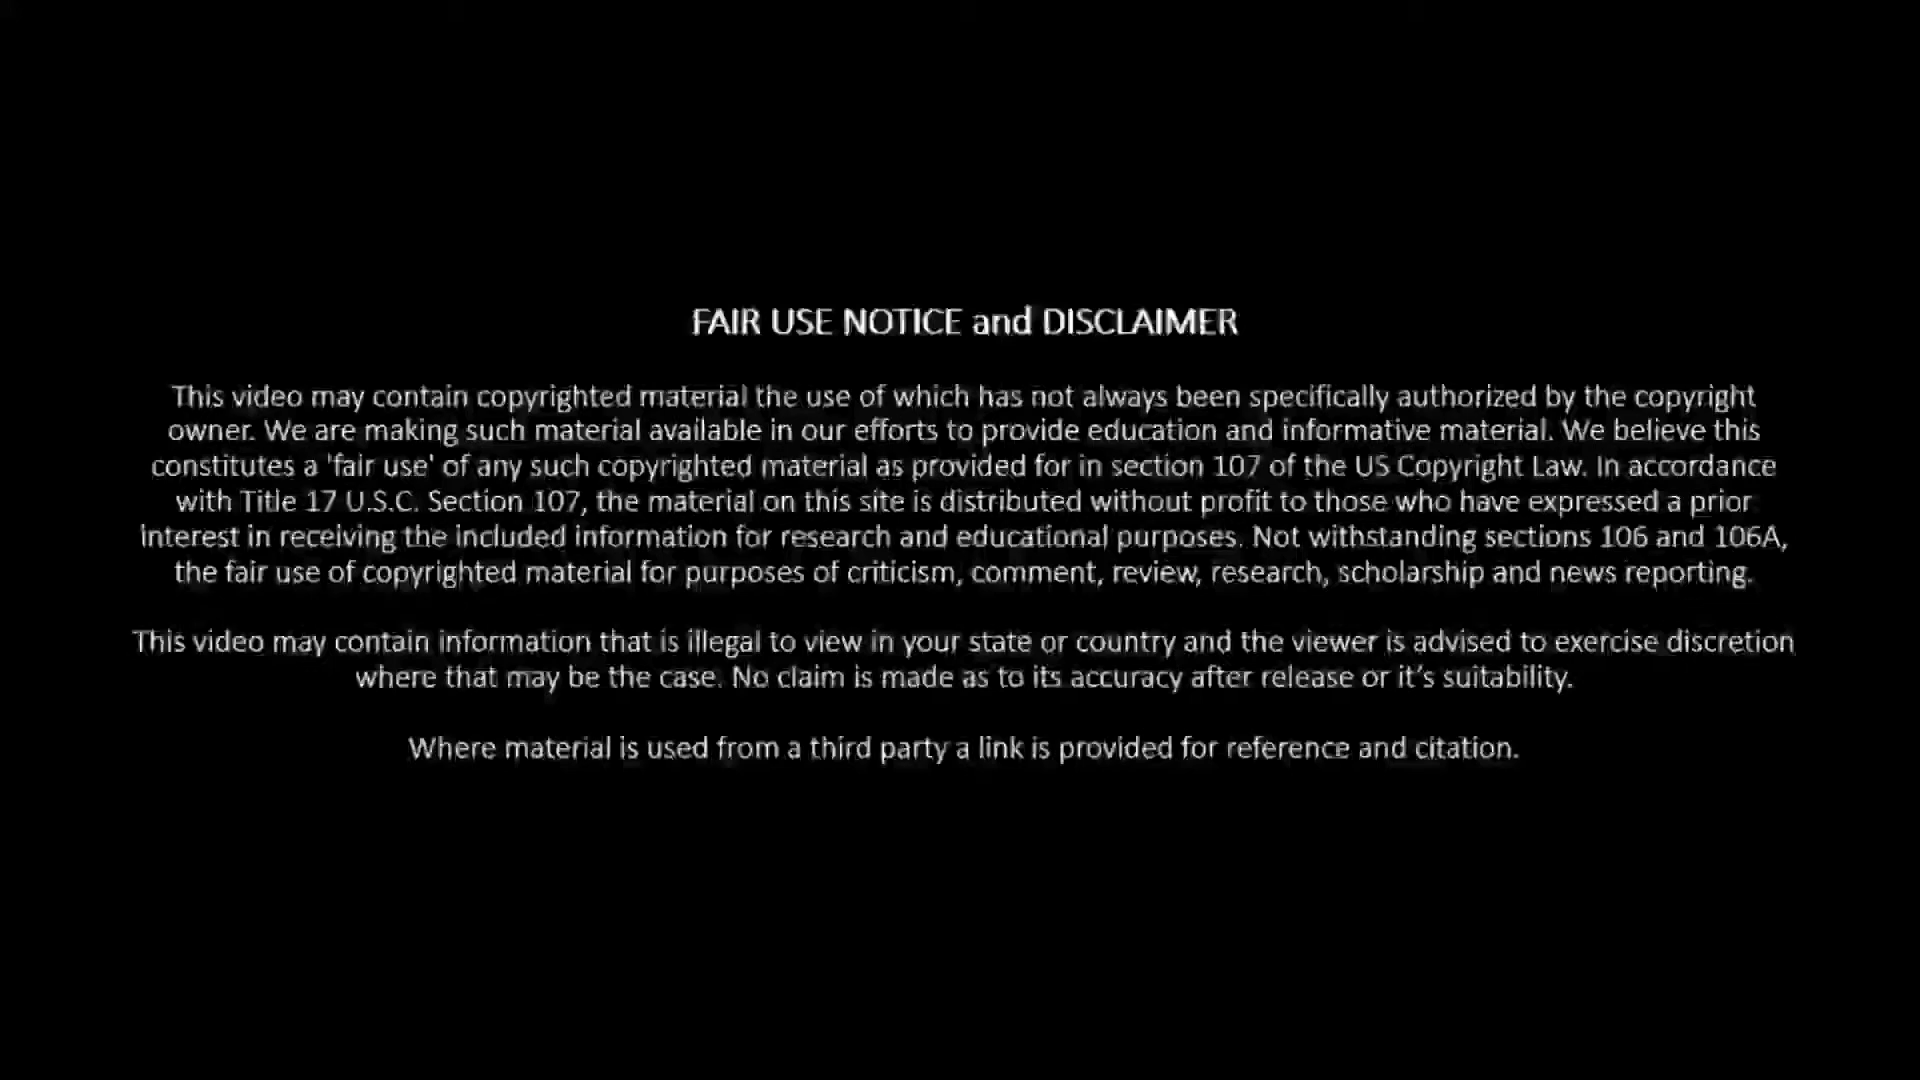 FAIR USE NOTICE and DISCLAIMER
This video may contain copyrighted material the use of which has not always been specifically authorized by the copyright
owner. We are making such material available in our efforts to provide education and informative material. We believe this
constitutes a 'fair use' of any such copyrighted material as provided for in section 107 of the US Copyright Law. In accordance
with Title 17 U.S.C. Section 107, the material on this site is distributed without profit to those who have expressed a prior
interest in receiving the included information for research and educational purposes. Not withstanding sections 106 and 106A,
the fair use of copyrighted material for purposes of criticism, comment, review, research, scholarship and news reporting.
This video may contain information that is illegal to view in your state or country and the viewer is advised to exercise discretion
where that may be the case. No claim is made as to its accuracy after release or it’s suitability.
Where material is used from a third party a link is provided for reference and citation.